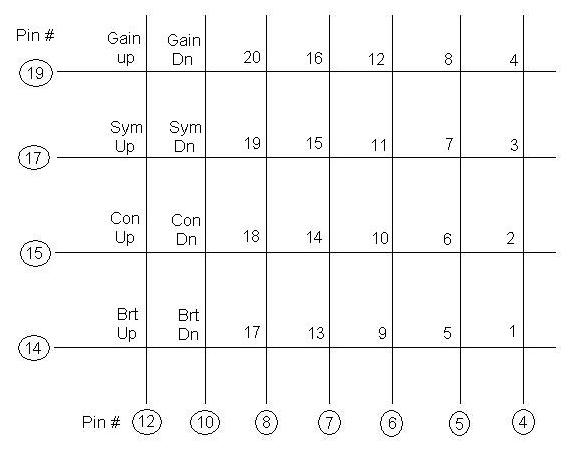 Pin #
Gain up Gain Dn 20 16 12 8 4
19
Sym Up Sym Dn 19 15 11 7 3
17
Con Up Con Dn 18 14 10 6 2
15
Brt Up Brt Dn 17 13 9 5 1
14
Pin # 12 10 8 7 6 5 4